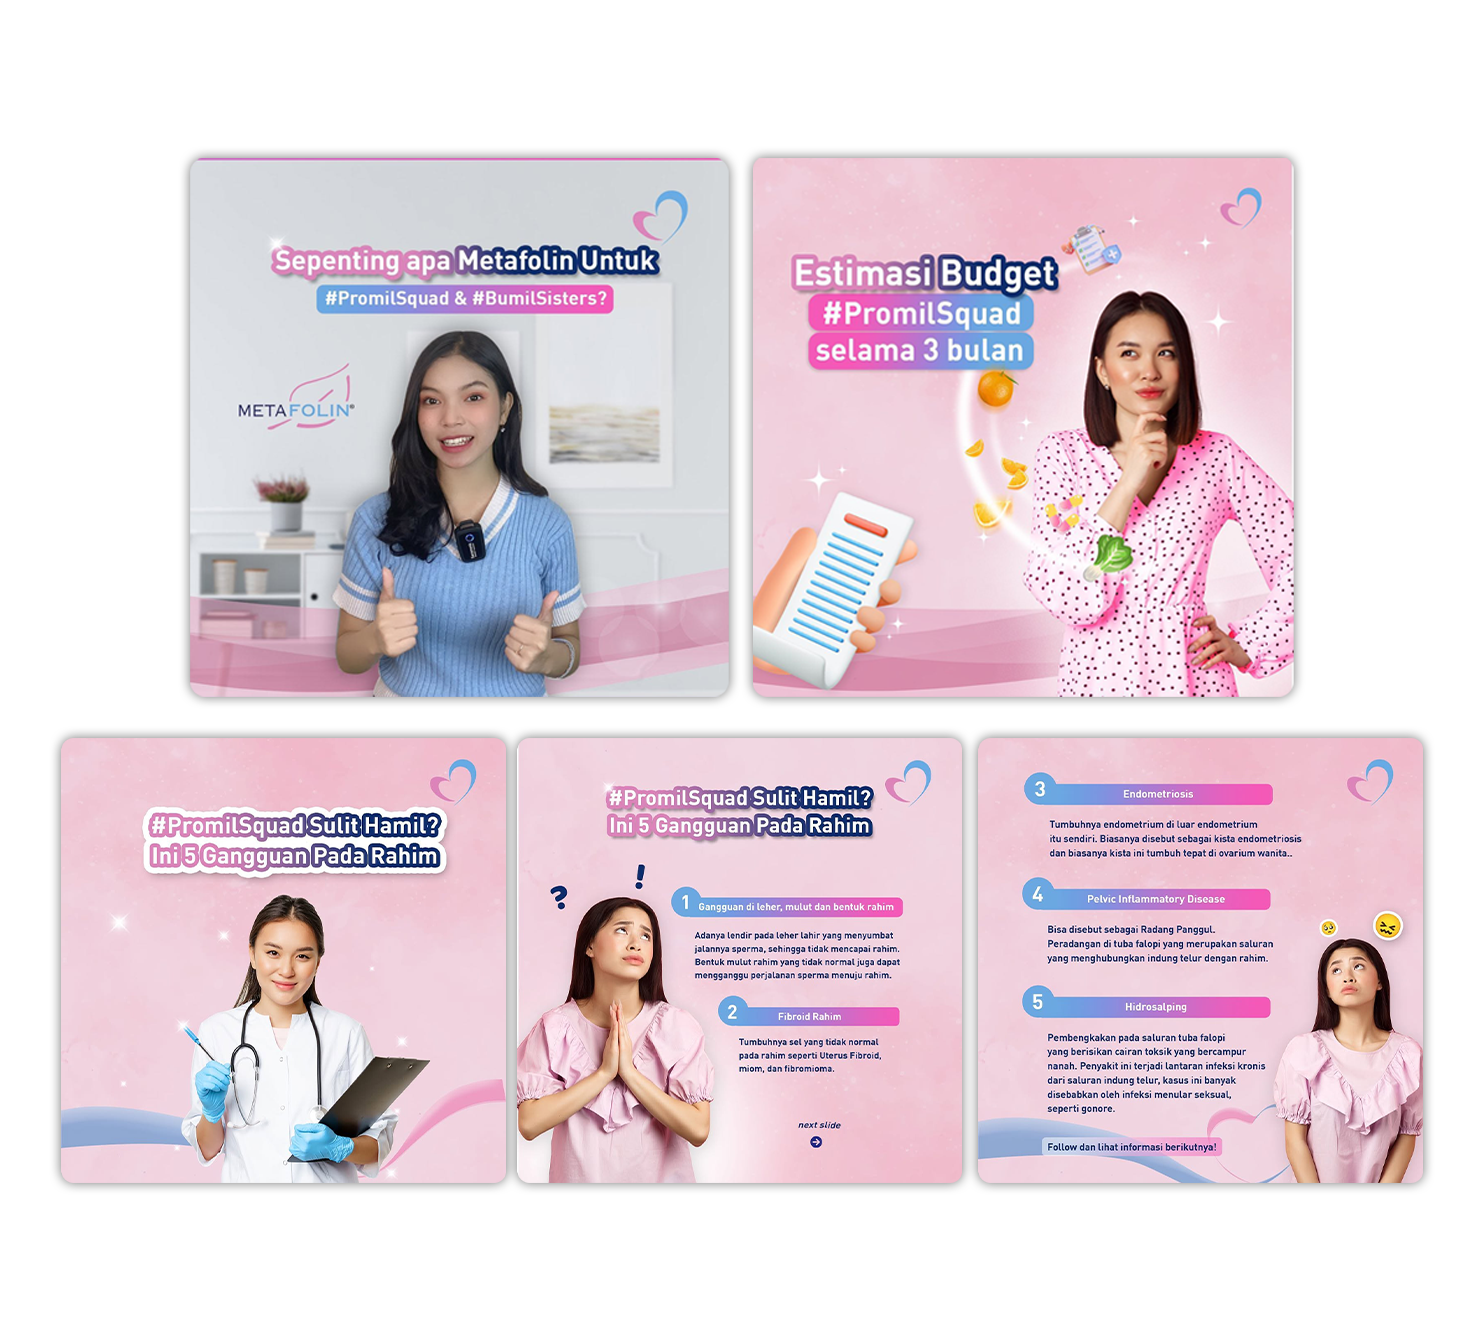 Sepenting apa Metafolin Untuk
#PromilSquad & #BumilSisters?
METAFOLIN®
Estimasi Budget
#PromilSquad
selama 3 bulan
#PromilSquad Sulit Hamil?
Ini 5 Gangguan Pada Rahim
#PromilSquad Sulit Hamil?
Ini 5 Gangguan Pada Rahim
? !
1 Gangguan di leher, mulut dan bentuk rahim
Adanya lendir pada leher lahir yang menyumbat
jalannya sperma, sehingga tidak mencapai rahim.
Bentuk mulut rahim yang tidak normal juga dapat
mengganggu perjalanan sperma menuju rahim.
2 Fibroid Rahim
Tumbuhnya sel yang tidak normal
pada rahim seperti Uterus Fibroid,
miom, dan fibromioma.
next slide
3 Endometriosis
Tumbuhnya endometrium di luar endometrium
itu sendiri. Biasanya disebut sebagai kista endometriosis
dan biasanya kista ini tumbuh tepat di ovarium wanita..
4 Pelvic Inflammatory Disease
Bisa disebut sebagai Radang Panggul.
Peradangan di tuba falopi yang merupakan saluran
yang menghubungkan indung telur dengan rahim.
5 Hidrosalping
Pembengkakan pada saluran tuba falopi
yang berisikan cairan toksik yang bercampur
nanah. Penyakit ini terjadi lantaran infeksi kronis
dari saluran indung telur, kasus ini banyak
disebabkan oleh infeksi menular seksual,
seperti gonore.
Follow dan lihat informasi berikutnya!